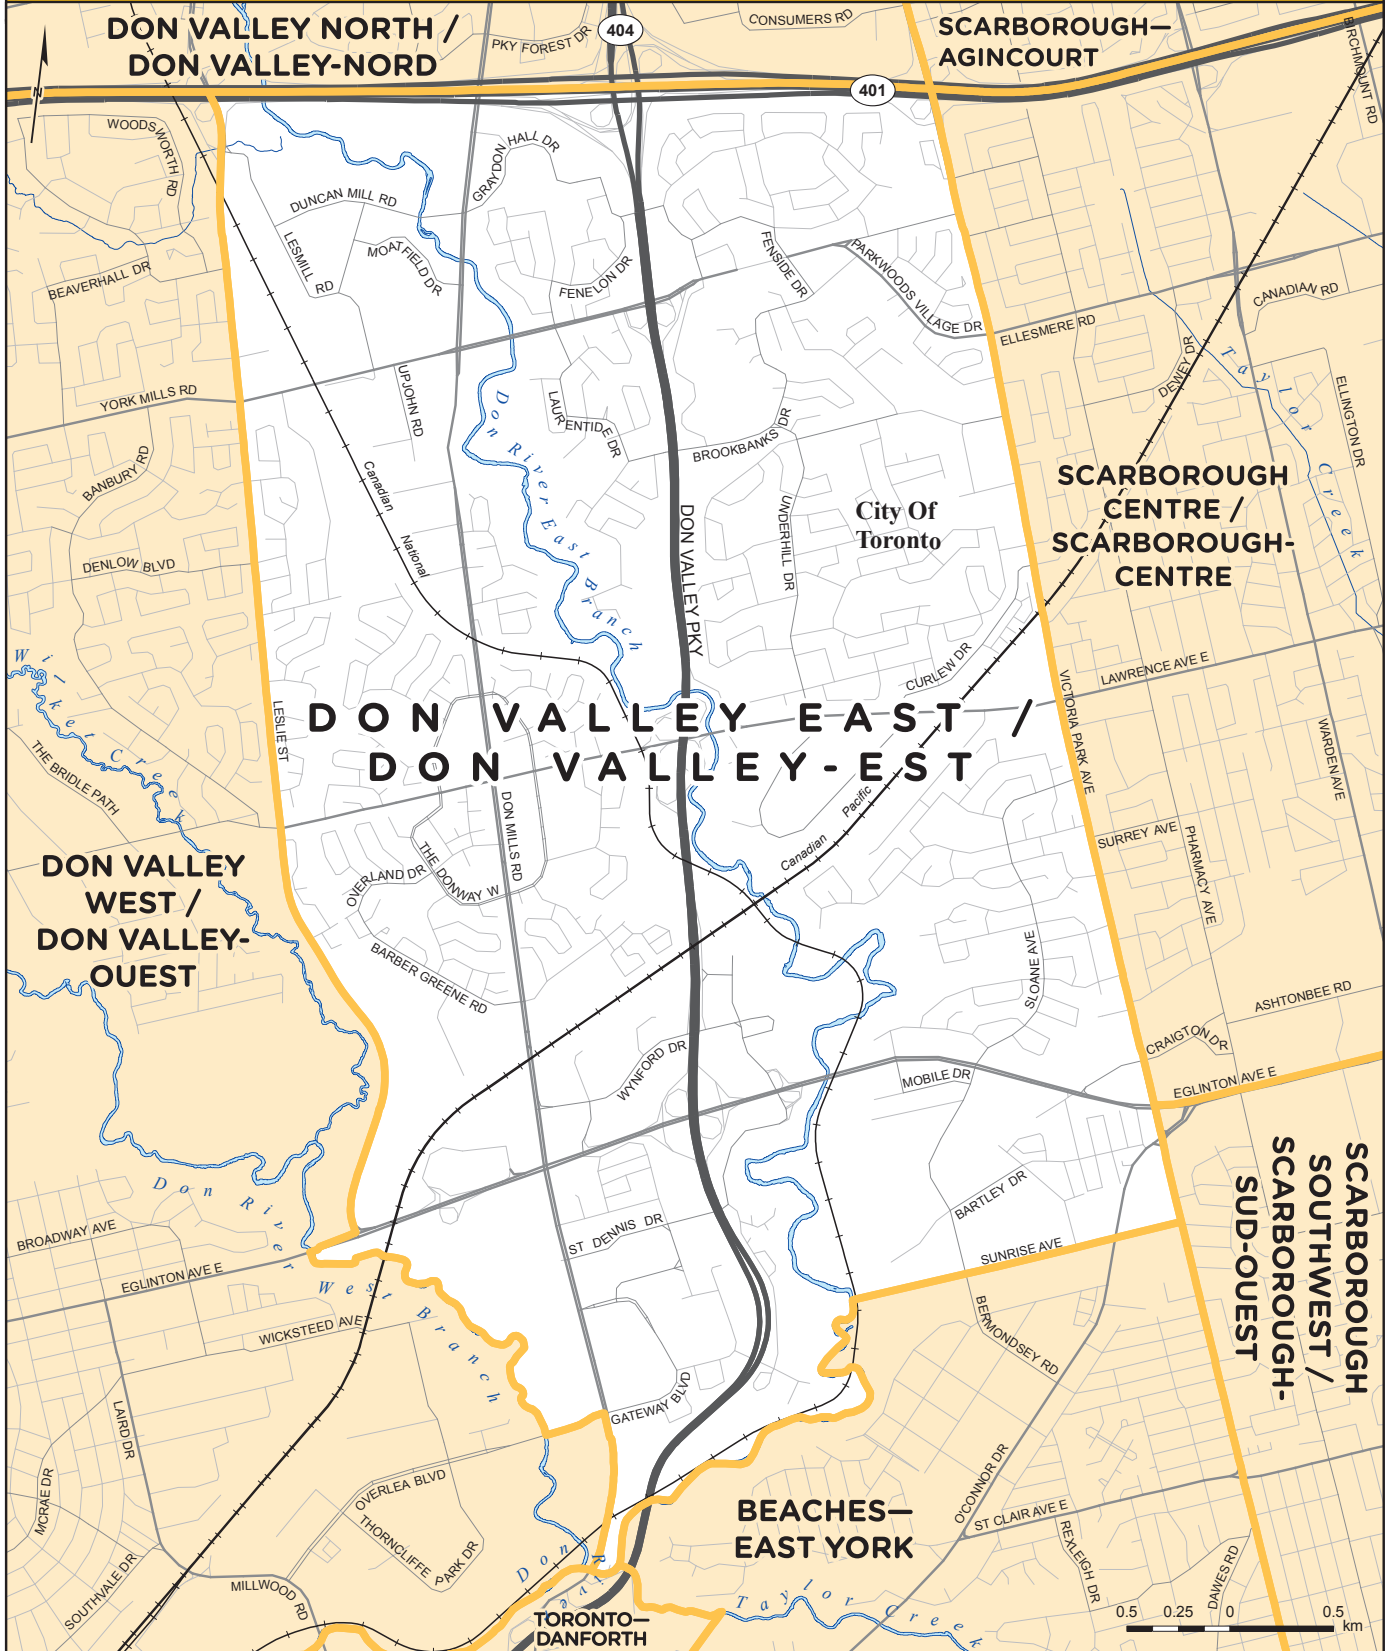 DON VALLEY NORTH /
DON VALLEY-NORD
404
CONSUMERS RD
SCARBOROUGH—
AGINCOURT
PKY FOREST DR
401
BIRCHMOUNT RD
N
WOODSWORTH RD
GRAYDON HALL DR
DUNCAN MILL RD
LESMILL RD
MOATFIELD DR
FENELON DR
FENSIDE DR
PARKWOODS VILLAGE DR
BEAVERHALL DR
CANADIAN RD
ELLESMERE RD
DEWEY DR
Taylor Creek
ELLINGTON DR
YORK MILLS RD
UPJOHN RD
LAURENTIDE DR
BROOKBANKS DR
Don River East Branch
BANBURY RD
Canadian National
SCARBOROUGH
CENTRE /
SCARBOROUGH-
CENTRE
City Of
Toronto
UNDERHILL DR
DON VALLEY PKY
DENLOW BLVD
CURLEW DR
LAWRENCE AVE E
VICTORIA PARK AVE
WARDEN AVE
Wilket Creek
LESLIE ST
THE BRIDLE PATH
DON VALLEY EAST /
DON VALLEY-EST
DON MILLS RD
Canadian Pacific
SURREY AVE
PHARMACY AVE
DON VALLEY
WEST /
DON VALLEY-
OUEST
OVERLAND DR
THE DONWAY W
BARBER GREENE RD
SLOANE AVE
ASHTONBEE RD
CRAIGTON DR
WYNFORD DR
MOBILE DR
EGLINTON AVE E
SCARBOROUGH
SOUTHWEST /
SCARBOROUGH-
SUD-OUEST
Don River West Branch
BARTLEY DR
ST DENNIS DR
SUNRISE AVE
BROADWAY AVE
EGLINTON AVE E
WICKSTEED AVE
BERMONDSEY RD
GATEWAY BLVD
LAIRD DR
MCRAE DR
OVERLEA BLVD
THORNCLIFFE PARK DR
O'CONNOR DR
ST CLAIR AVE E
REXLEIGH DR
DAWES RD
BEACHES—
EAST YORK
SOUTHVALE DR
MILLWOOD RD
Don River
Taylor Creek
TORONTO—
DANFORTH
0.5 0.25 0 0.5
km